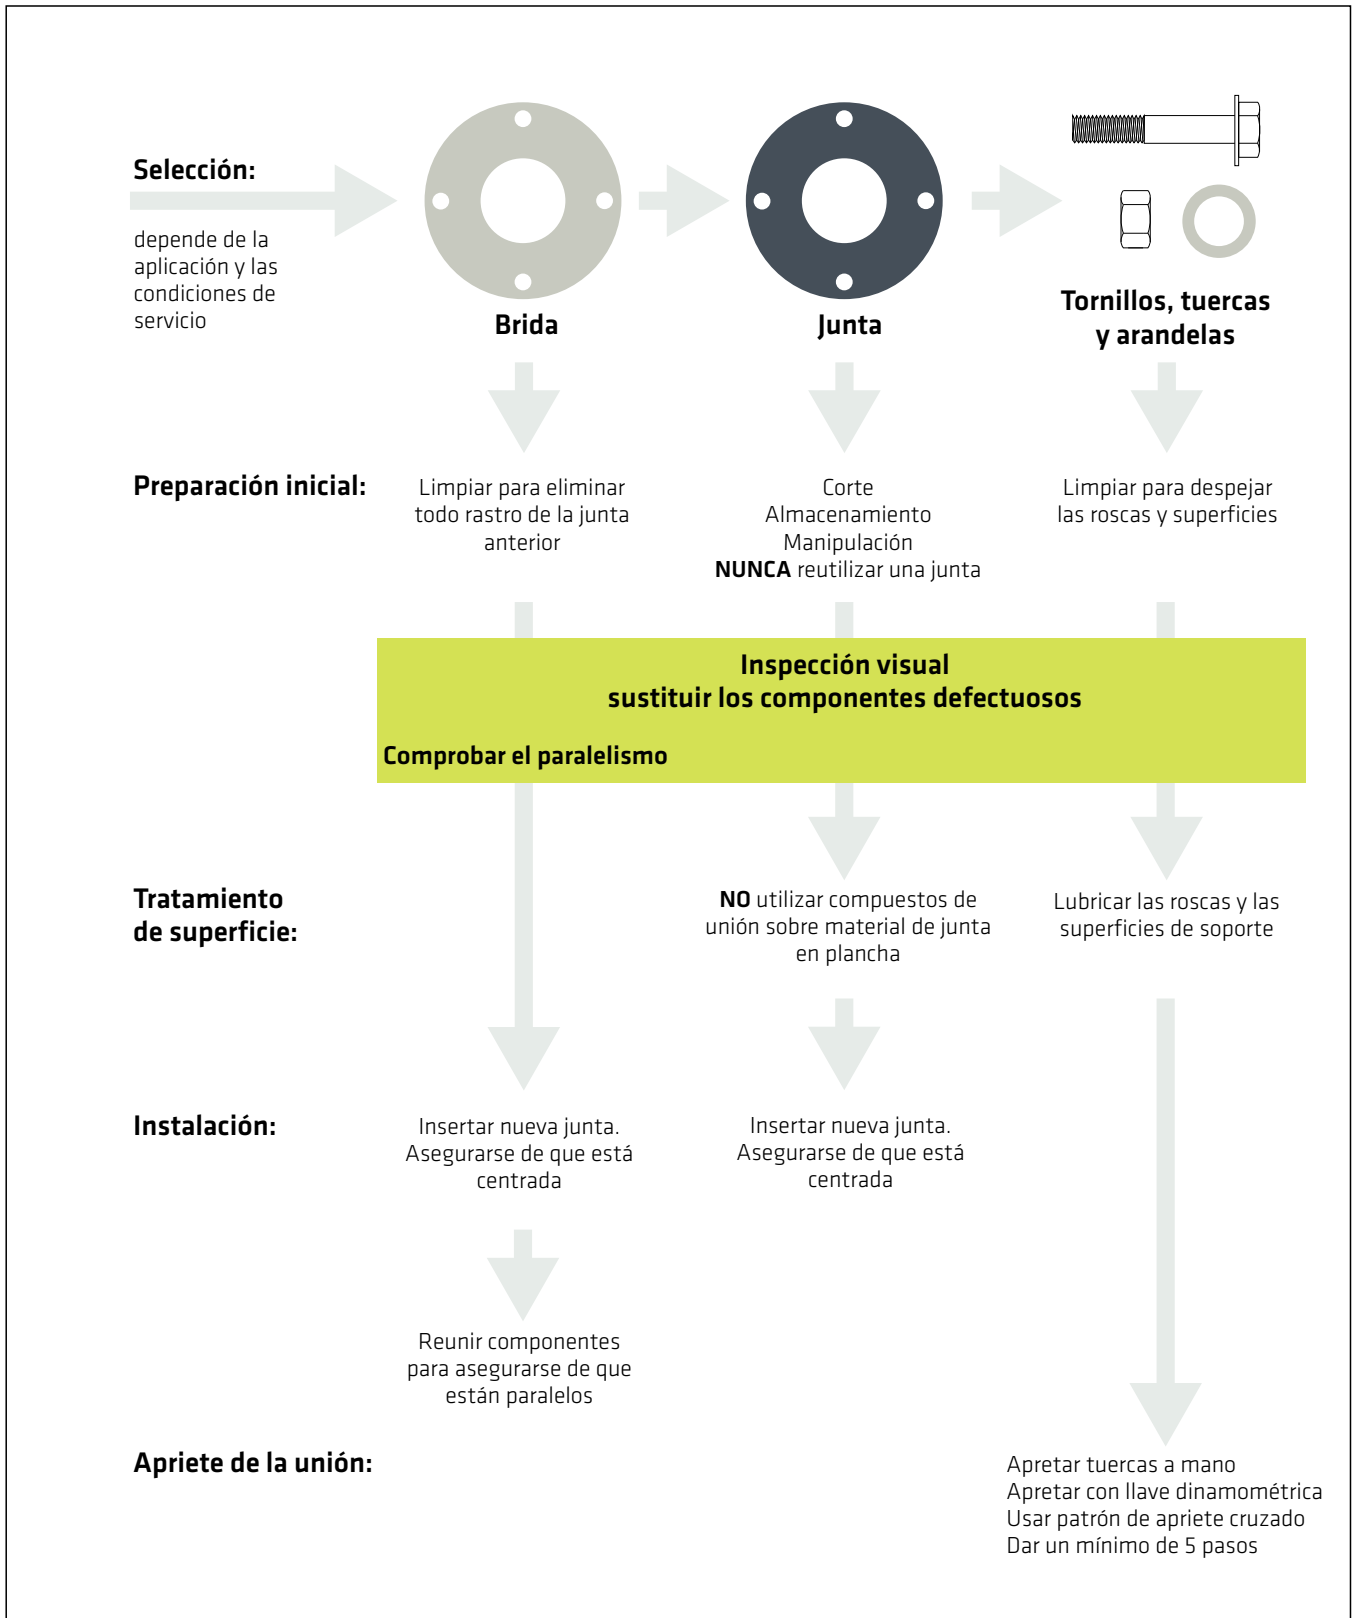 Selección:
depende de la
aplicación y las
condiciones de
servicio
Brida
Junta
Tornillos, tuercas
y arandelas
Preparación inicial:
Limpiar para eliminar
todo rastro de la junta
anterior
Corte
Almacenamiento
Manipulación
NUNCA reutilizar una junta
Limpiar para despejar
las roscas y superficies
Inspección visual
sustituir los componentes defectuosos
Comprobar el paralelismo
Tratamiento
de superficie:
NO utilizar compuestos de
unión sobre material de junta
en plancha
Lubricar las roscas y las
superficies de soporte
Instalación:
Insertar nueva junta.
Asegurarse de que está
centrada
Insertar nueva junta.
Asegurarse de que está
centrada
Reunir componentes
para asegurarse de que
están paralelos
Apriete de la unión:
Apretar tuercas a mano
Apretar con llave dinamométrica
Usar patrón de apriete cruzado
Dar un mínimo de 5 pasos